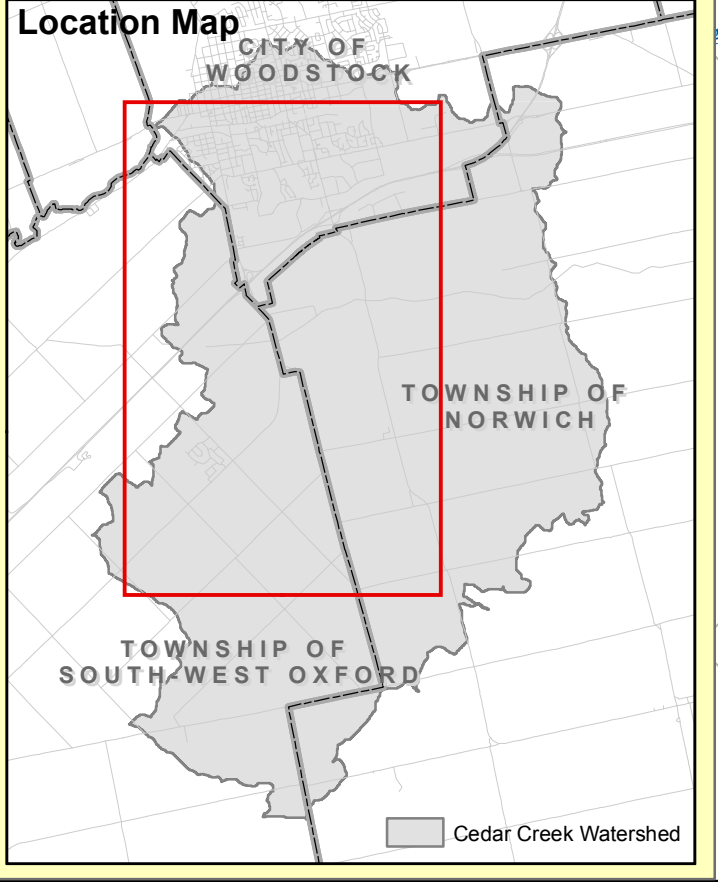 Location Map
CITY OF
WOODSTOCK
TOWNSHIP OF
NORWICH
TOWNSHIP OF
SOUTH-WEST OXFORD
Cedar Creek Watershed